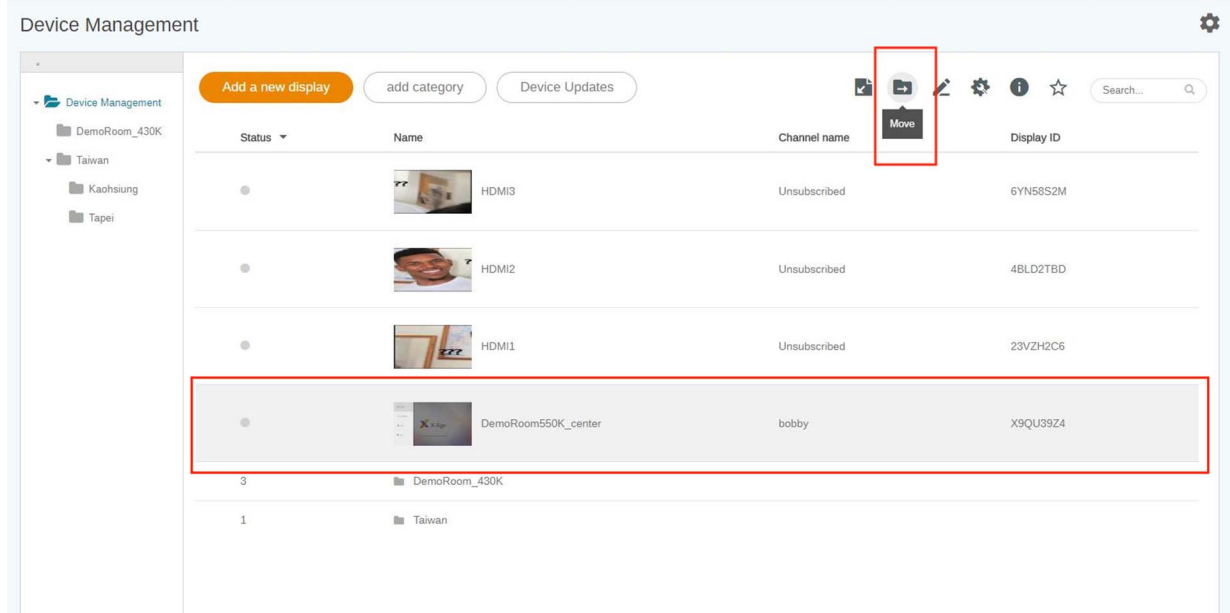 Device Management
Add a new display
add category
Device Updates
Search...
Move
Device Management
DemoRoom_430K
Taiwan
Kaohsiung
Tapei
Status Name Channel name Display ID
??? HDMI3 Unsubscribed 6YN58S2M
? HDMI2 Unsubscribed 4BLD2TBD
??? HDMI1 Unsubscribed 23VZH2C6
X X-Sign DemoRoom550K_center bobby X9QU39Z4
3 DemoRoom_430K
1 Taiwan